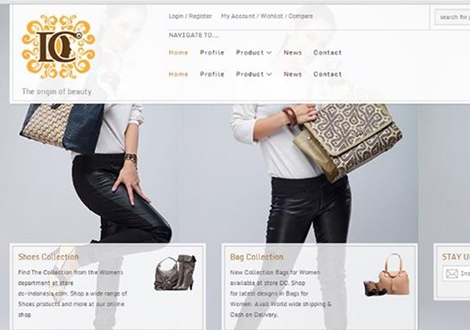 Login / Register My Account / Wishlist / Compare
search for p
NAVIGATE TO...
Home Profile Product News Contact
Home Profile Product News Contact
DC
The origin of beauty
Shoes Collection
Find The Collection from the Womens
department at store
dc-indonesia.com. Shop a wide range of
Shoes products and more at our online
shop
Bag Collection
New Collection Bags for Women
available at store DC. Shop
for latest designs in Bags for
Women. Avail World wide shipping &
Cash on Delivery.
STAY U
Ins